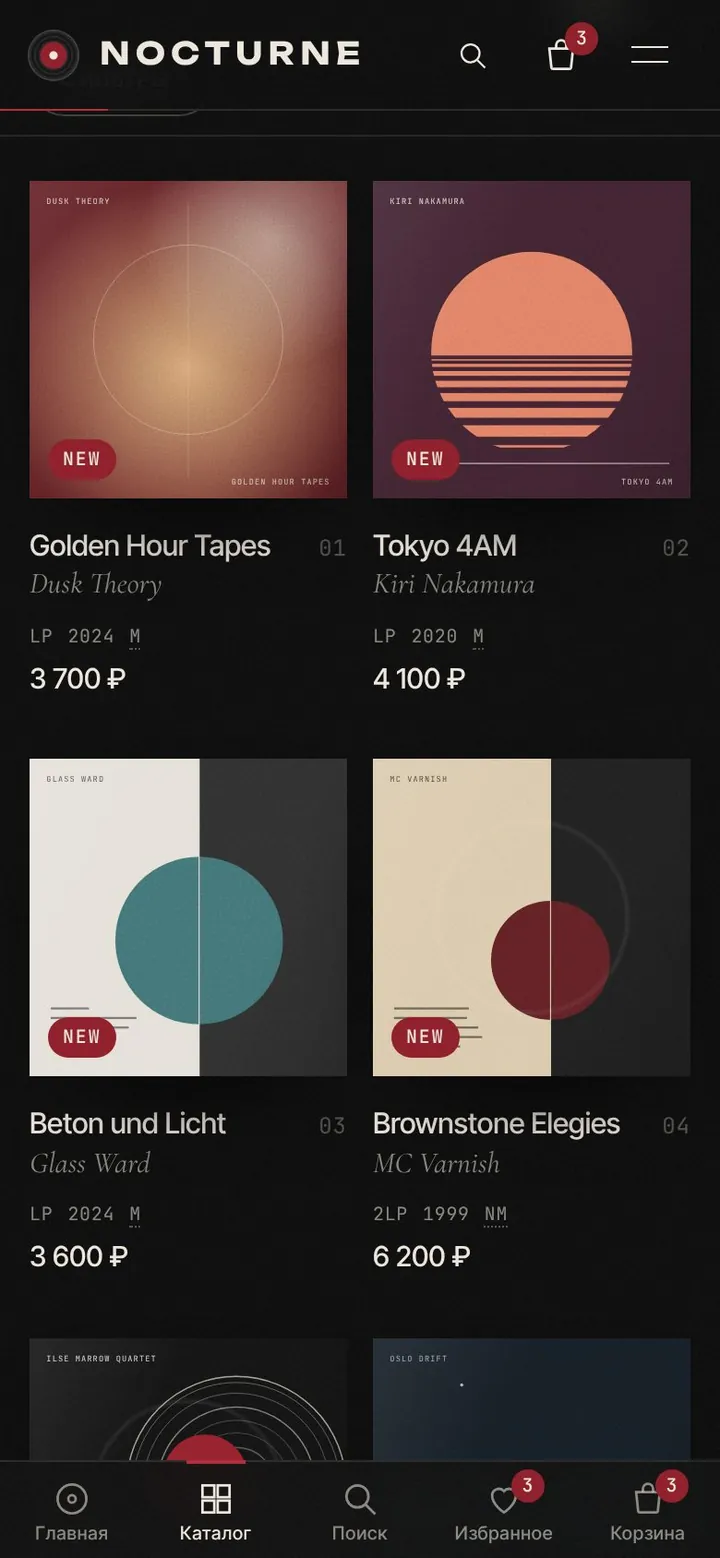 NOCTURNE
3
DUSK THEORY
NEW
GOLDEN HOUR TAPES
KIRI NAKAMURA
NEW
TOKYO 4AM
Golden Hour Tapes 01
Dusk Theory
LP 2024 M
3 700 ₽
Tokyo 4AM 02
Kiri Nakamura
LP 2020 M
4 100 ₽
GLASS WARD
NEW
MC VARNISH
NEW
Beton und Licht 03
Glass Ward
LP 2024 M
3 600 ₽
Brownstone Elegies 04
MC Varnish
2LP 1999 NM
6 200 ₽
ILSE MARROW QUARTET
OSLO DRIFT
Главная
Каталог
Поиск
3
Избранное
3
Корзина